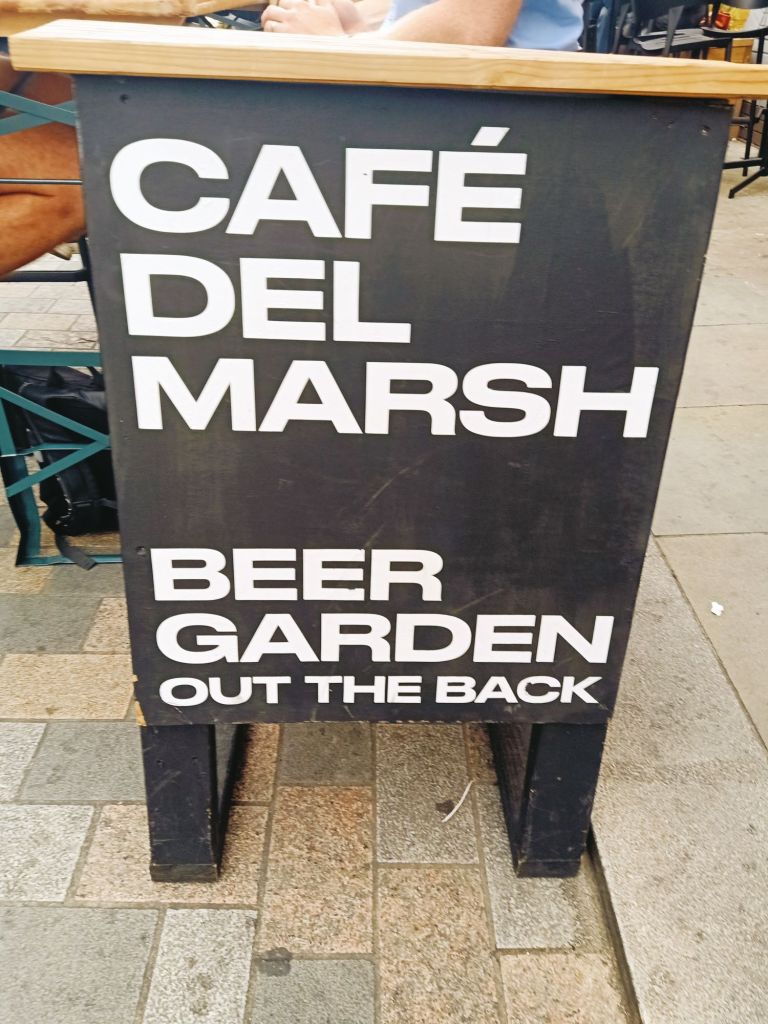 CAFÉ
DEL
MARSH
BEER
GARDEN
OUT THE BACK